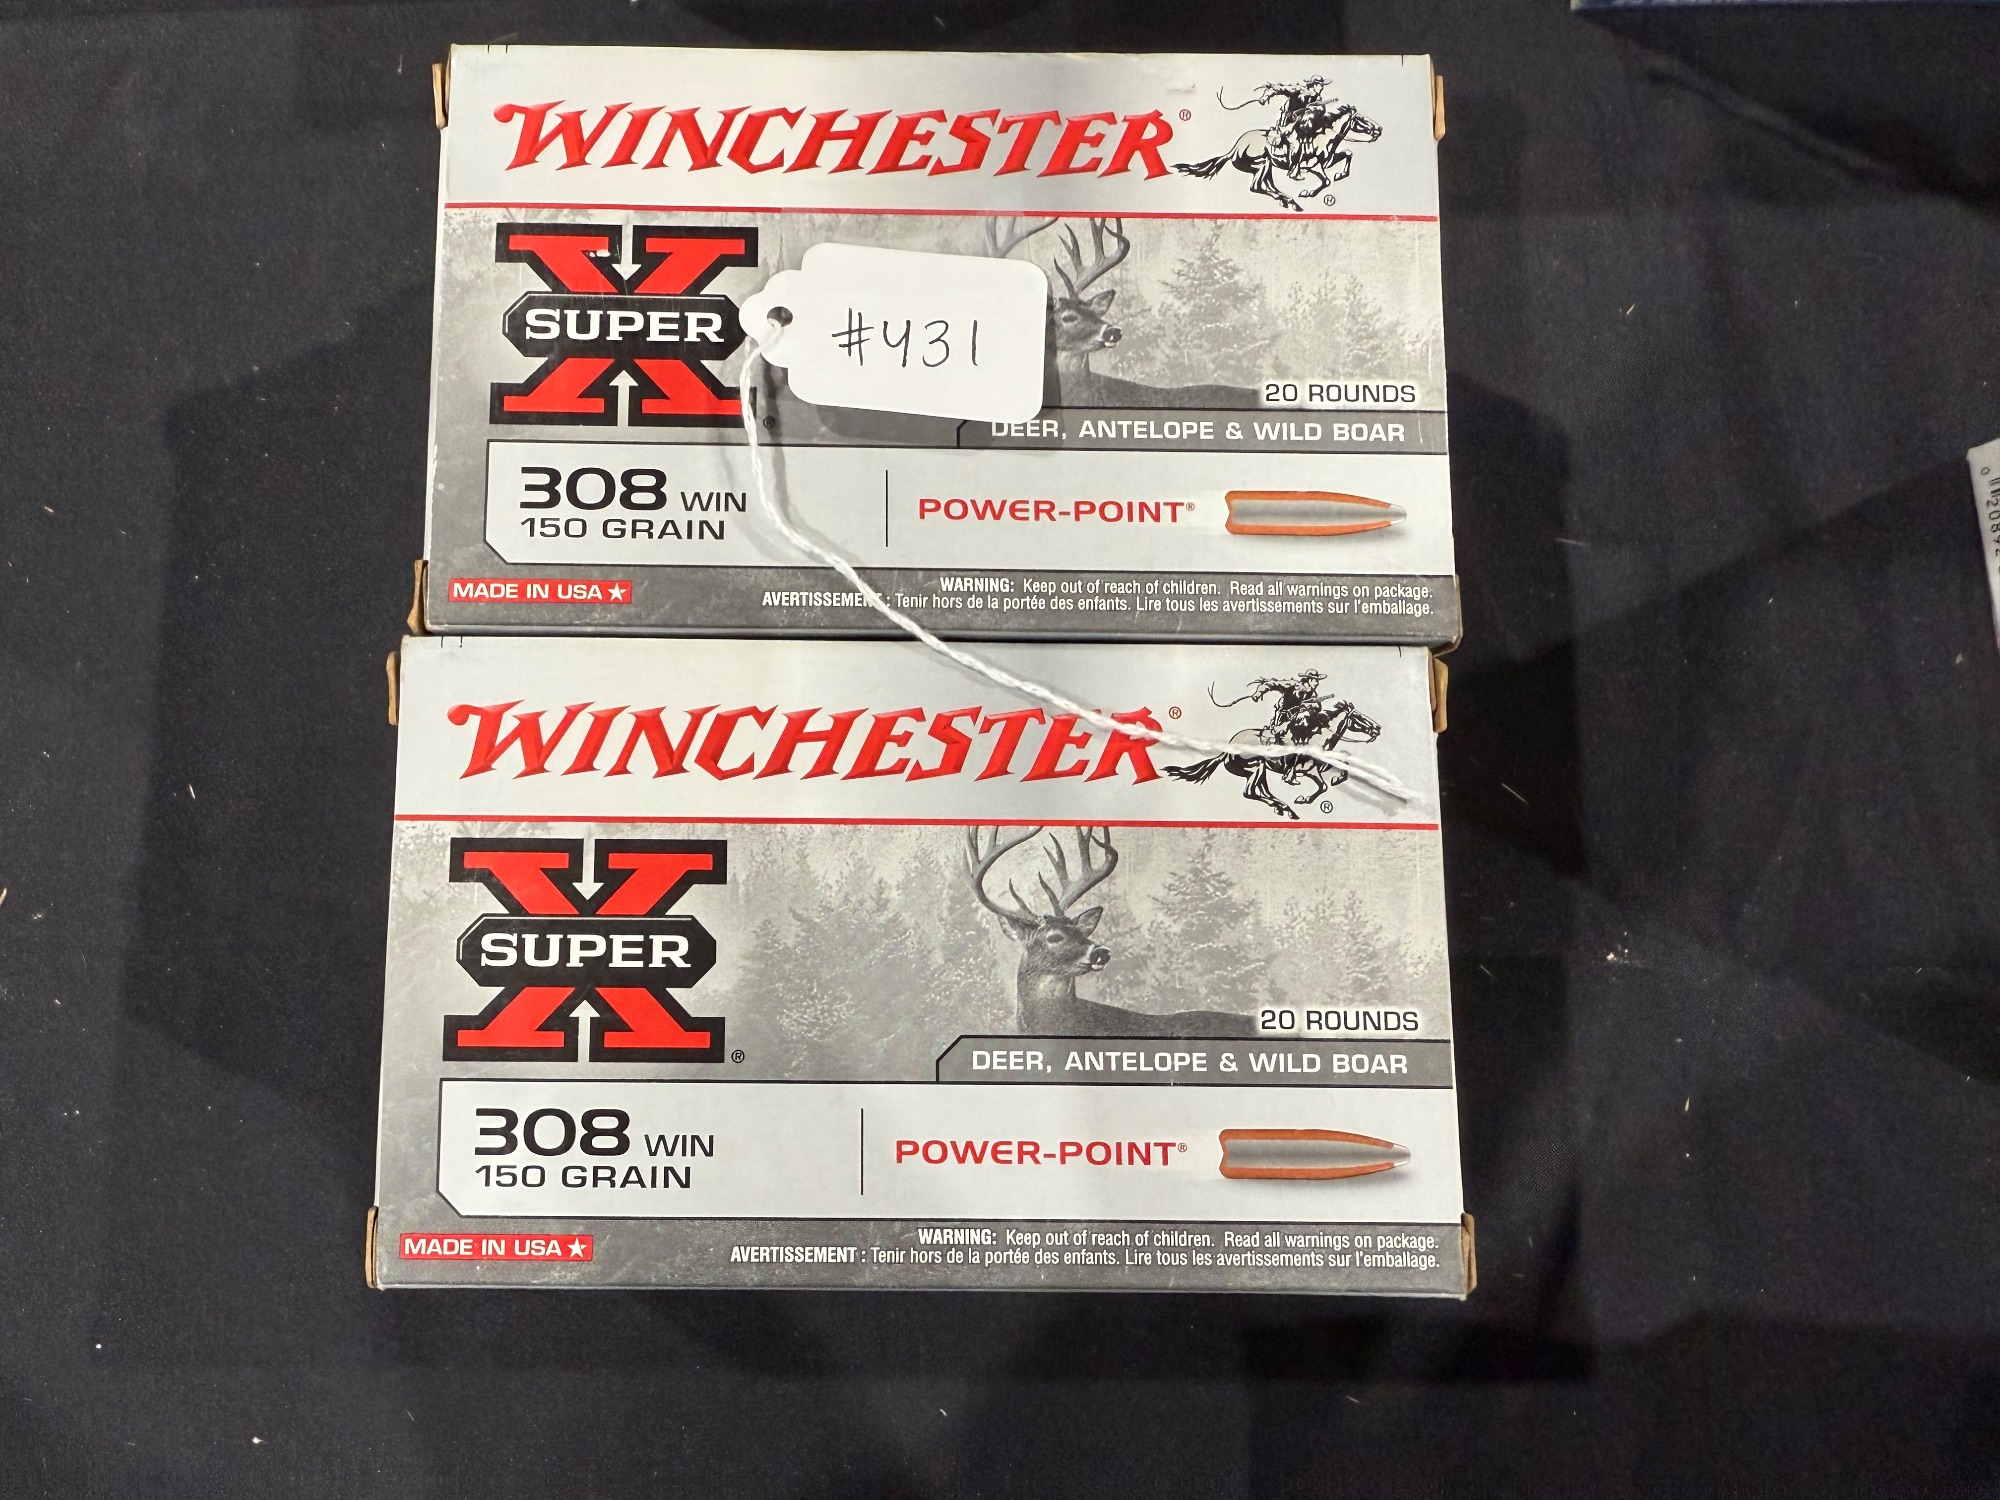 WINCHESTER®
®
X
SUPER
®
#431
20 ROUNDS
DEER, ANTELOPE & WILD BOAR
308 WIN
150 GRAIN
POWER-POINT®
MADE IN USA
WARNING: Keep out of reach of children. Read all warnings on package.
AVERTISSEMENT : Tenir hors de la portée des enfants. Lire tous les avertissements sur l'emballage.
WINCHESTER®
®
X
SUPER
®
20 ROUNDS
DEER, ANTELOPE & WILD BOAR
308 WIN
150 GRAIN
POWER-POINT®
MADE IN USA
WARNING: Keep out of reach of children. Read all warnings on package.
AVERTISSEMENT : Tenir hors de la portée des enfants. Lire tous les avertissements sur l'emballage.